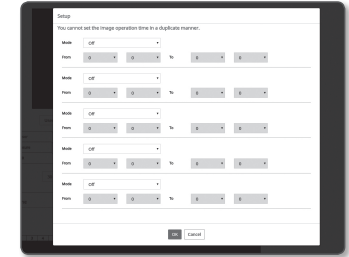 Setup
You cannot set the image operation time in a duplicate manner.
Mode Off
From 0 0 To 0 0
Mode Off
From 0 0 To 0 0
Mode Off
From 0 0 To 0 0
Mode Off
From 0 0 To 0 0
Mode Off
From 0 0 To 0 0
OK Cancel